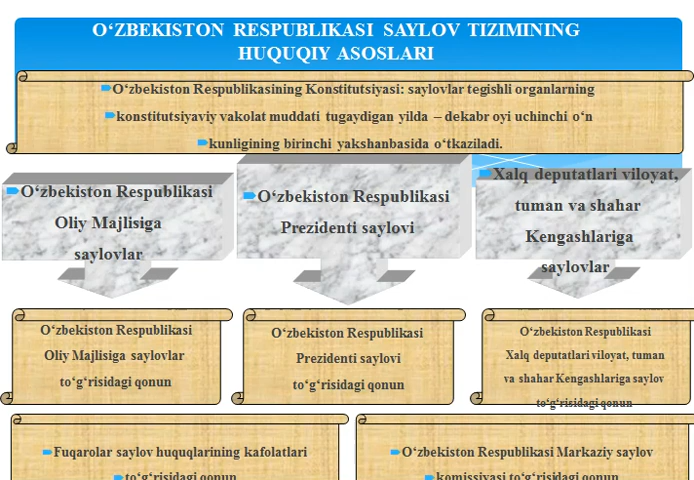 O‘ZBEKISTON RESPUBLIKASI SAYLOV TIZIMINING
HUQUQIY ASOSLARI
O‘zbekiston Respublikasining Konstitutsiyasi: saylovlar tegishli organlarning
konstitutsiyaviy vakolat muddati tugaydigan yilda – dekabr oyi uchinchi o‘n
kunligining birinchi yakshanbasida o‘tkaziladi.
O‘zbekiston Respublikasi
Oliy Majlisiga
saylovlar
O‘zbekiston Respublikasi
Prezidenti saylovi
Xalq deputatlari viloyat,
tuman va shahar
Kengashlariga
saylovlar
O‘zbekiston Respublikasi
Oliy Majlisiga saylovlar
to‘g‘risidagi qonun
O‘zbekiston Respublikasi
Prezidenti saylovi
to‘g‘risidagi qonun
O‘zbekiston Respublikasi
Xalq deputatlari viloyat, tuman
va shahar Kengashlariga saylov
to‘g‘risidagi qonun
Fuqarolar saylov huquqlarining kafolatlari
to‘g‘risidagi qonun
O‘zbekiston Respublikasi Markaziy saylov
komissiyasi to‘g‘risidagi qonun